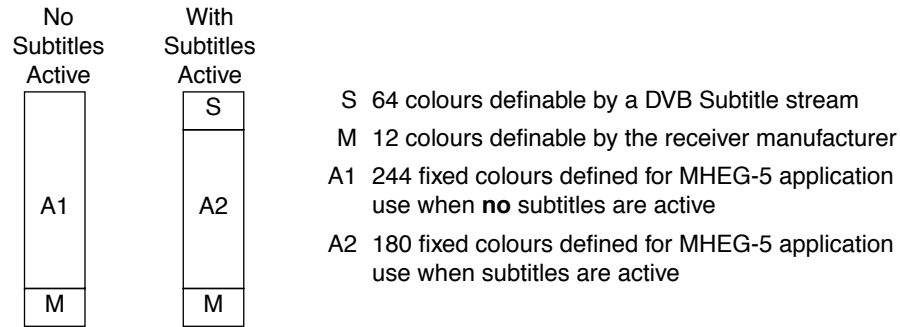 No
Subtitles
Active
With
Subtitles
Active
A1
M
S
A2
M
S 64 colours definable by a DVB Subtitle stream
M 12 colours definable by the receiver manufacturer
A1 244 fixed colours defined for MHEG-5 application
use when no subtitles are active
A2 180 fixed colours defined for MHEG-5 application
use when subtitles are active